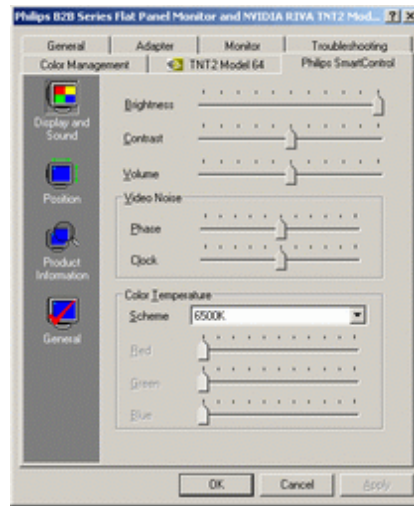 Philips B2B Series Flat Panel Monitor and NVIDIA RIVA TNT2 Mod...
General Adapter Monitor Troubleshooting
Color Management TNT2 Model 64 Philips SmartControl
Display and
Sound
Position
Product
Information
General
Brightness
Contrast
Volume
Video Noise
Phase
Clock
Color Temperature
Scheme 6500K
Red
Green
Blue
OK Cancel Apply